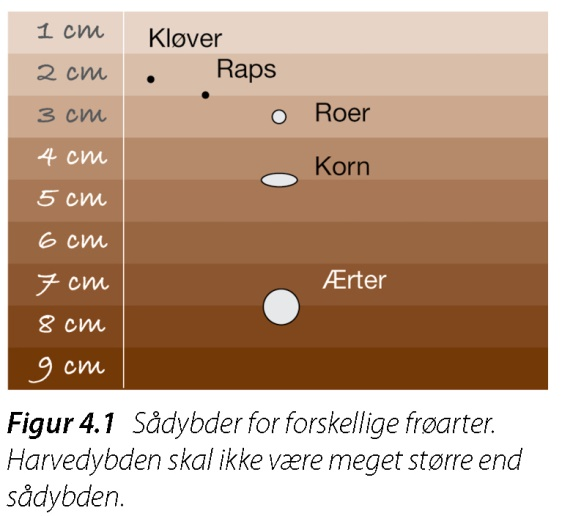 1 cm
Kløver
2 cm
Raps
3 cm
Roer
4 cm
Korn
5 cm
6 cm
7 cm
Ærter
8 cm
9 cm
Figur 4.1 Sådybder for forskellige frøarter.
Harvedybden skal ikke være meget større end
sådybden.